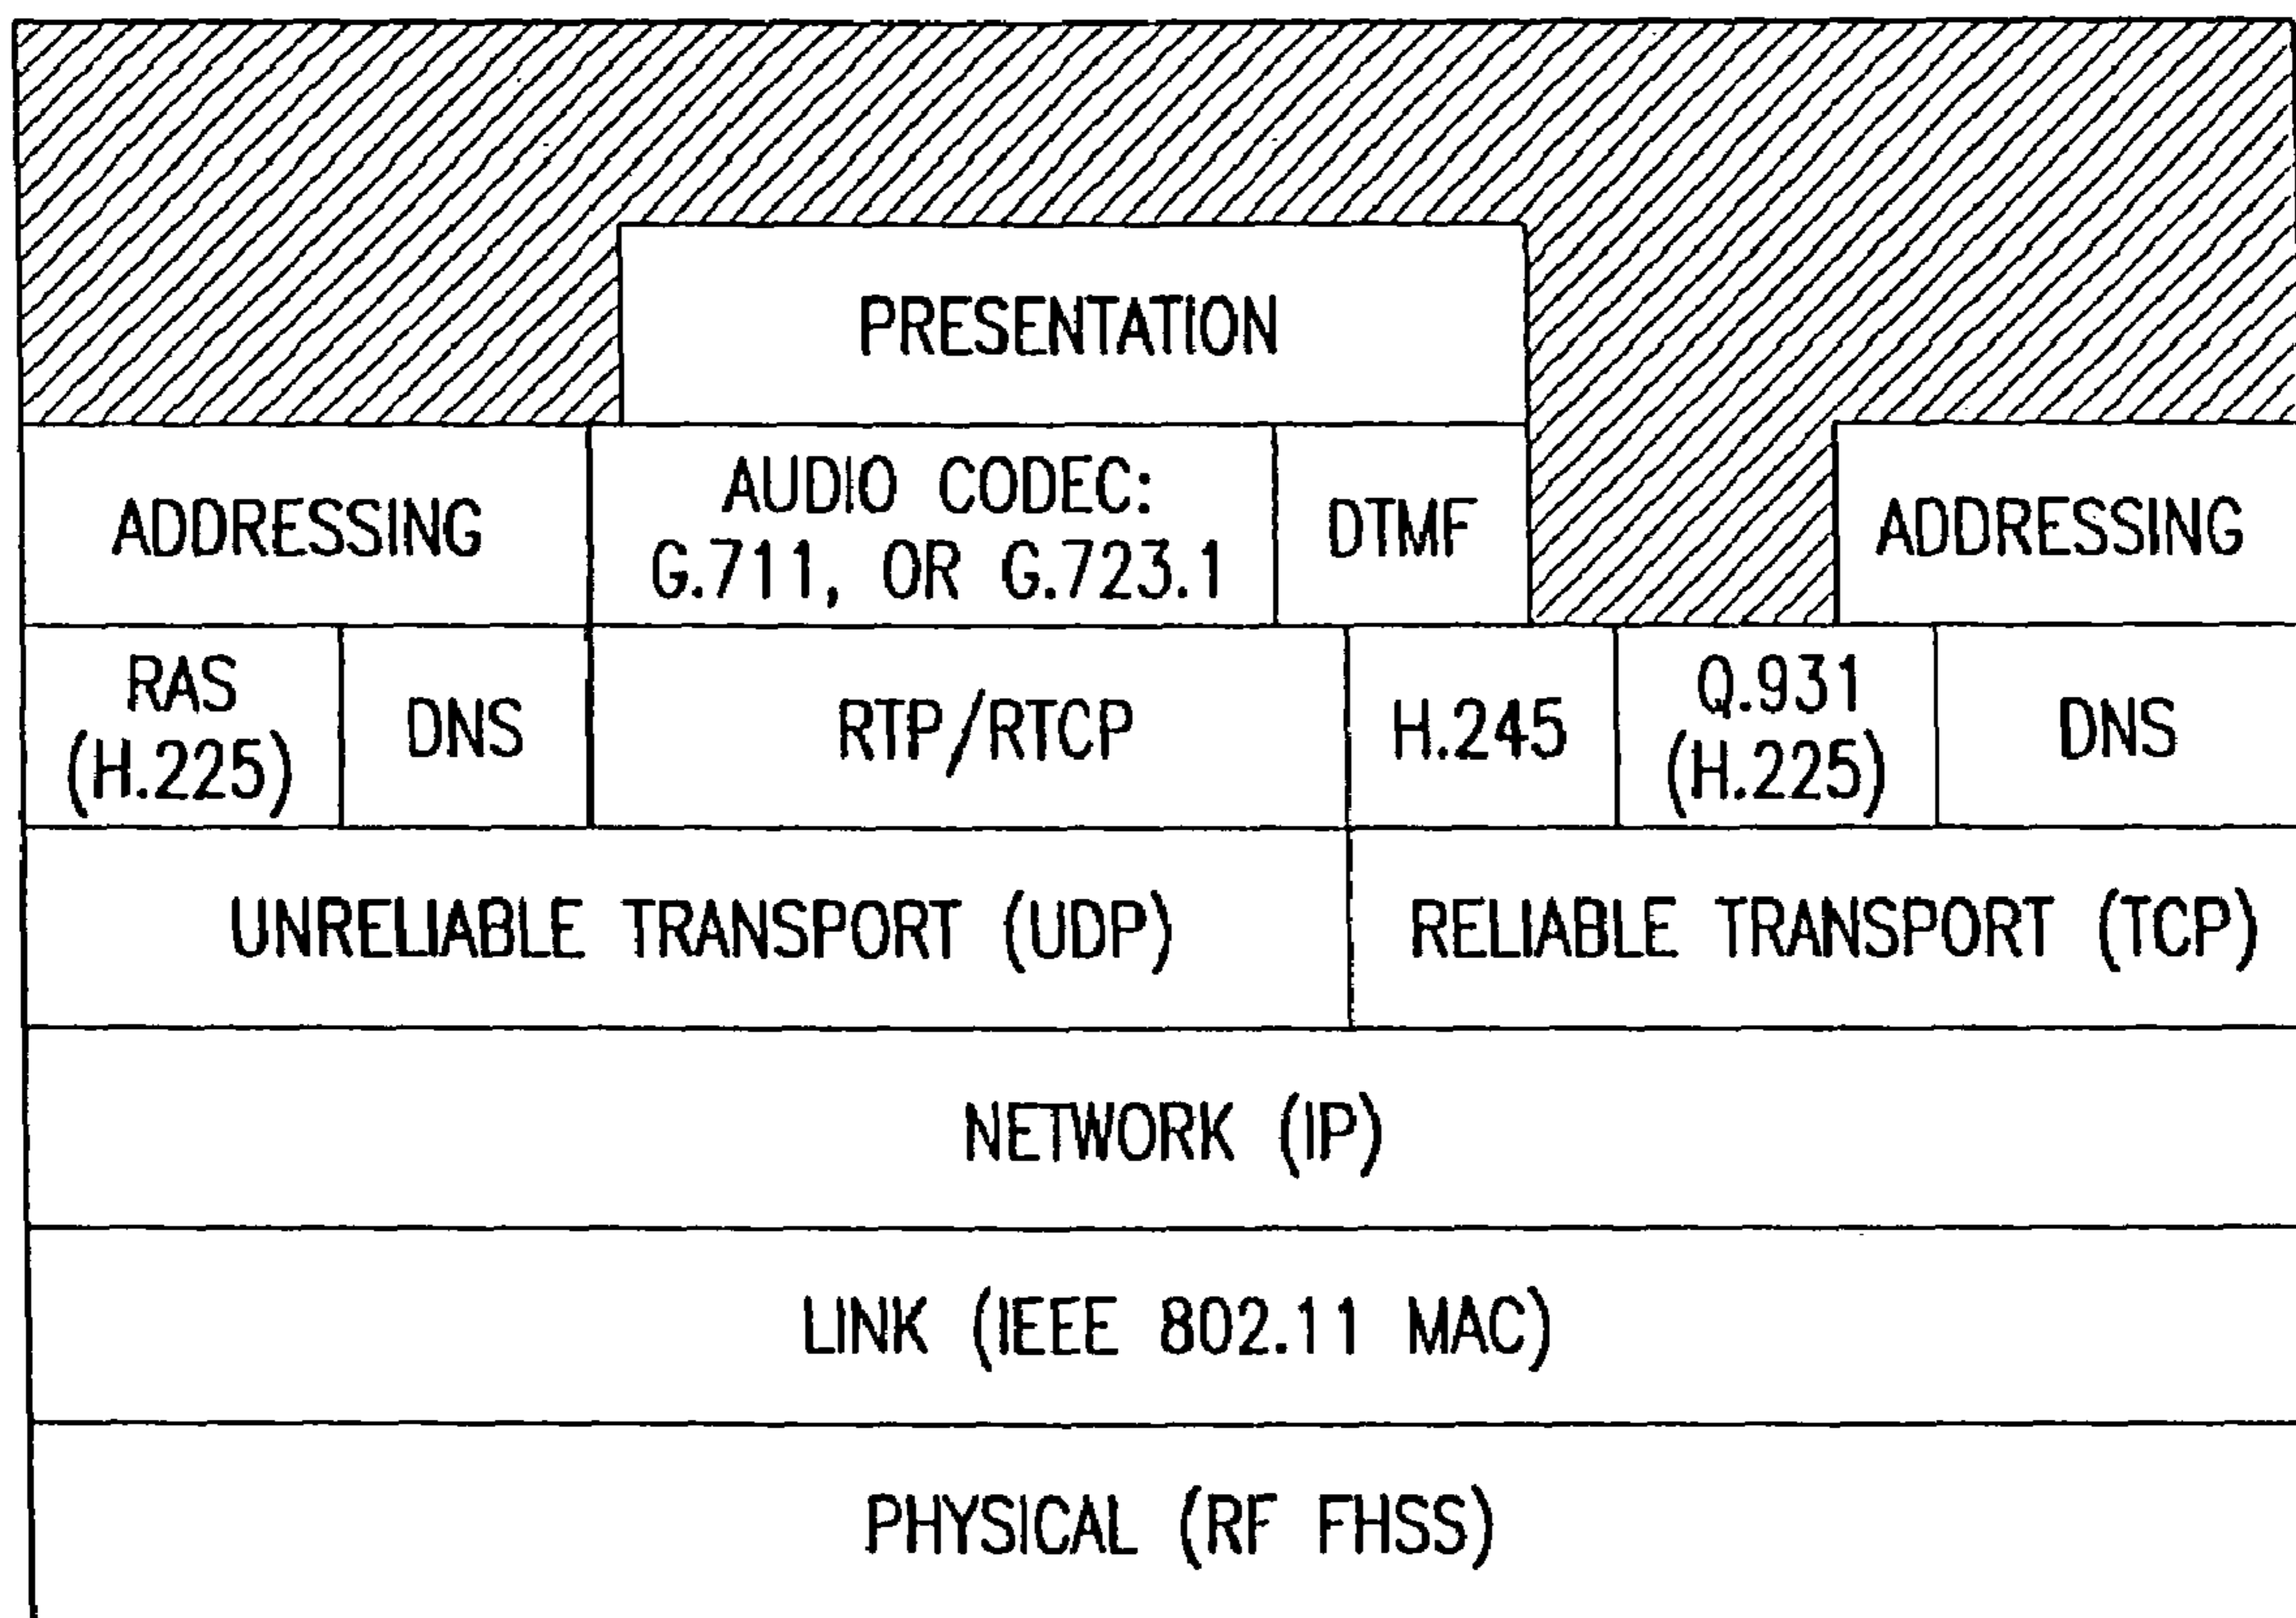 PRESENTATION
ADDRESSING
AUDIO CODEC:
G.711, OR G.723.1
DTMF
ADDRESSING
RAS
(H.225)
DNS
RTP/RTCP
H.245
Q.931
(H.225)
DNS
UNRELIABLE TRANSPORT (UDP)
RELIABLE TRANSPORT (TCP)
NETWORK (IP)
LINK (IEEE 802.11 MAC)
PHYSICAL (RF FHSS)